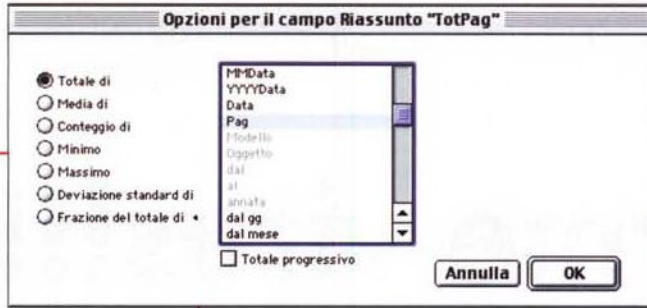 Opzioni per il campo Riassunto "TotPag"
Totale di
Media di
Conteggio di
Minimo
Massimo
Deviazione standard di
Frazione del totale di
MMData
YYYYData
Data
Pag
Modello
Oggetto
dal
al
annata
dal gg
dal mese
Totale progressivo
Annulla
OK